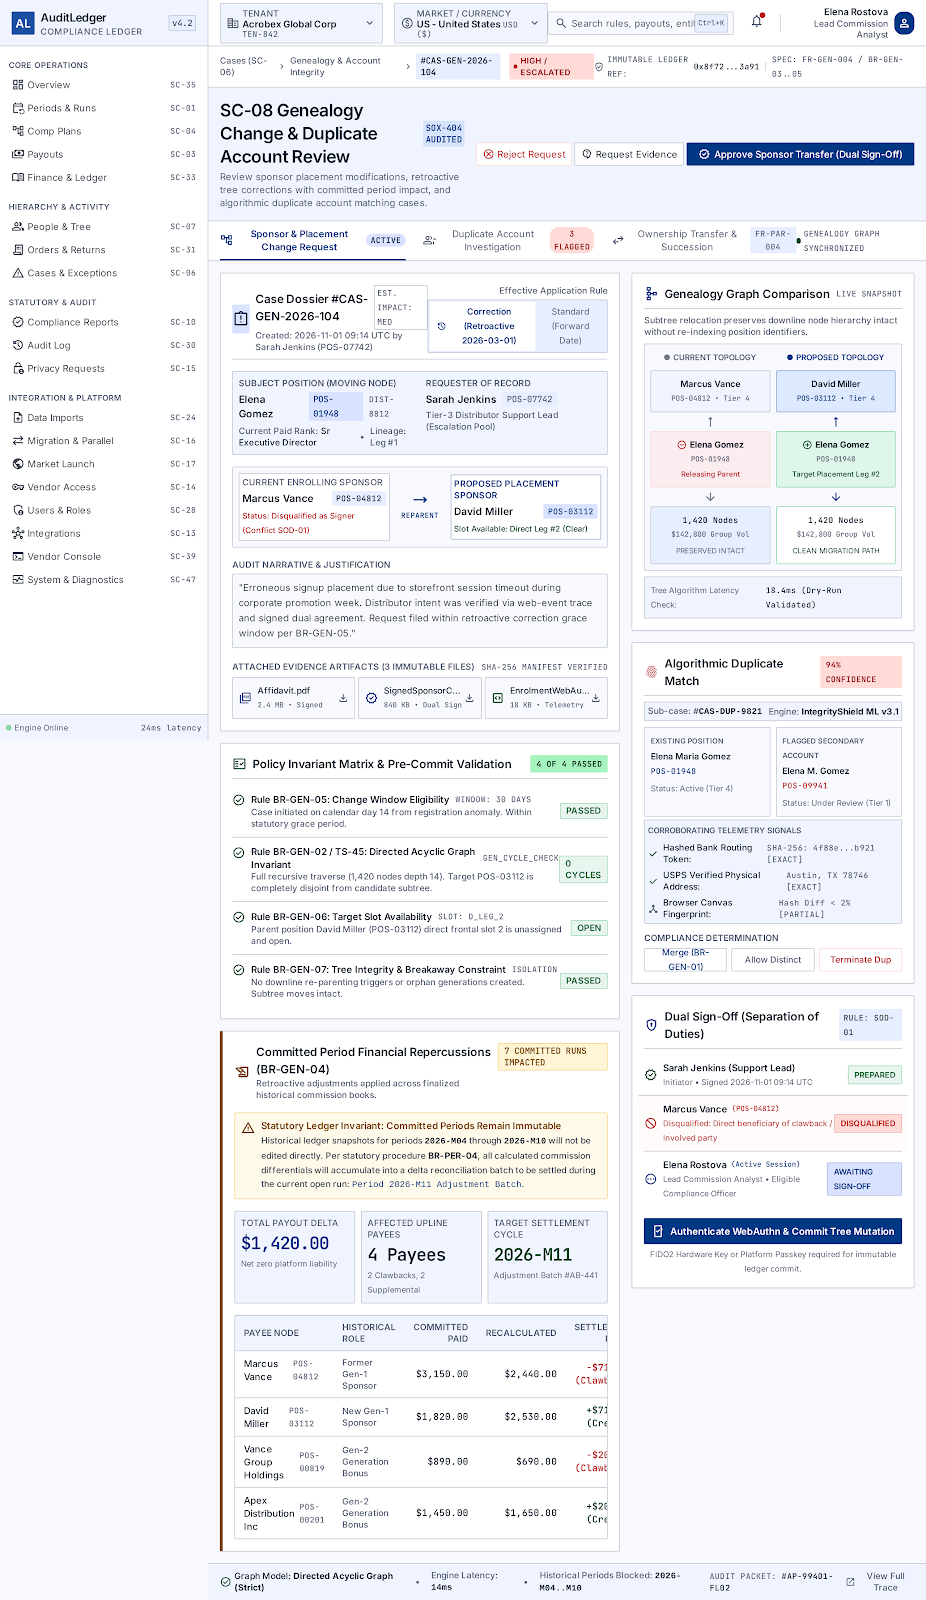 AL
AuditLedger
COMPLIANCE LEDGER
v4.2
TENANT
Acrobex Global Corp
TEN-842
MARKET / CURRENCY
US - United States USD
($)
Search rules, payouts, enti
Ctrl+K
Elena Rostova
Lead Commission
Analyst
CORE OPERATIONS
Overview SC-35
Periods & Runs SC-01
Comp Plans SC-04
Payouts SC-03
Finance & Ledger SC-33
HIERARCHY & ACTIVITY
People & Tree SC-07
Orders & Returns SC-31
Cases & Exceptions SC-06
STATUTORY & AUDIT
Compliance Reports SC-10
Audit Log SC-30
Privacy Requests SC-15
INTEGRATION & PLATFORM
Data Imports SC-24
Migration & Parallel SC-16
Market Launch SC-17
Vendor Access SC-14
Users & Roles SC-28
Integrations SC-13
Vendor Console SC-39
System & Diagnostics SC-47
Engine Online 24ms latency
Cases (SC-
06)
Genealogy & Account
Integrity
#CAS-GEN-2026-
104
HIGH /
ESCALATED
IMMUTABLE LEDGER
REF:
0x8f72...3a91
SPEC: FR-GEN-004 / BR-GEN-
03..05
SC-08 Genealogy
Change & Duplicate
Account Review
SOX-404
AUDITED
Review sponsor placement modifications, retroactive
tree corrections with committed period impact, and
algorithmic duplicate account matching cases.
Reject Request
Request Evidence
Approve Sponsor Transfer (Dual Sign-Off)
Sponsor & Placement
Change Request
ACTIVE
Duplicate Account
Investigation
3
FLAGGED
Ownership Transfer &
Succession
FR-PAR-
004
GENEALOGY GRAPH
SYNCHRONIZED
Case Dossier #CAS-
GEN-2026-104
EST.
IMPACT:
MED
Created: 2026-11-01 09:14 UTC by
Sarah Jenkins (POS-07742)
Effective Application Rule
Correction
(Retroactive
2026-03-01)
Standard
(Forward
Date)
SUBJECT POSITION (MOVING NODE)
Elena
Gomez
POS-
01948
DIST-
8812
Current Paid Rank: Sr
Executive Director
• Lineage:
Leg #1
REQUESTER OF RECORD
Sarah Jenkins POS-07742
Tier-3 Distributor Support Lead
(Escalation Pool)
CURRENT ENROLLING SPONSOR
Marcus Vance POS-04812
Status: Disqualified as Signer
(Conflict SOD-01)
REPARENT
PROPOSED PLACEMENT
SPONSOR
David Miller POS-03112
Slot Available: Direct Leg #2 (Clear)
AUDIT NARRATIVE & JUSTIFICATION
"Erroneous signup placement due to storefront session timeout during
corporate promotion week. Distributor intent was verified via web-event trace
and signed dual agreement. Request filed within retroactive correction grace
window per BR-GEN-05."
ATTACHED EVIDENCE ARTIFACTS (3 IMMUTABLE FILES) SHA-256 MANIFEST VERIFIED
Affidavit.pdf
2.4 MB • Signed
SignedSponsorC...
840 KB • Dual Sign
EnrolmentWebAu...
18 KB • Telemetry
Policy Invariant Matrix & Pre-Commit Validation
4 OF 4 PASSED
Rule BR-GEN-05: Change Window Eligibility WINDOW: 30 DAYS
Case initiated on calendar day 14 from registration anomaly. Within
statutory grace period.
PASSED
Rule BR-GEN-02 / TS-45: Directed Acyclic Graph
Invariant
GEN_CYCLE_CHECK
Full recursive traverse (1,420 nodes depth 14). Target POS-03112 is
completely disjoint from candidate subtree.
0
CYCLES
Rule BR-GEN-06: Target Slot Availability SLOT: D_LEG_2
Parent position David Miller (POS-03112) direct frontal slot 2 is unassigned
and open.
OPEN
Rule BR-GEN-07: Tree Integrity & Breakaway Constraint ISOLATION
No downline re-parenting triggers or orphan generations created.
Subtree moves intact.
PASSED
Committed Period Financial Repercussions
(BR-GEN-04)
Retroactive adjustments applied across finalized
historical commission books.
7 COMMITTED RUNS
IMPACTED
Statutory Ledger Invariant: Committed Periods Remain Immutable
Historical ledger snapshots for periods 2026-M04 through 2026-M10 will not be
edited directly. Per statutory procedure BR-PER-04, all calculated commission
differentials will accumulate into a delta reconciliation batch to be settled during
the current open run: Period 2026-M11 Adjustment Batch.
TOTAL PAYOUT DELTA
$1,420.00
Net zero platform liability
AFFECTED UPLINE
PAYEES
4 Payees
2 Clawbacks, 2
Supplemental
TARGET SETTLEMENT
CYCLE
2026-M11
Adjustment Batch #AB-441
PAYEE NODE
HISTORICAL
ROLE
COMMITTED
PAID
RECALCULATED
SETTLE
Marcus
Vance
POS-
04812
Former
Gen-1
Sponsor
$3,150.00
$2,440.00
-$71
(Clawb
David
Miller
POS-
03112
New Gen-1
Sponsor
$1,820.00
$2,530.00
+$71
(Cre
Vance
Group
Holdings
POS-
00819
Gen-2
Generation
Bonus
$890.00
$690.00
-$20
(Clawb
Apex
Distribution
Inc
POS-
00201
Gen-2
Generation
Bonus
$1,450.00
$1,650.00
+$20
(Cre
Genealogy Graph Comparison LIVE SNAPSHOT
Subtree relocation preserves downline node hierarchy intact
without re-indexing position identifiers.
CURRENT TOPOLOGY
Marcus Vance
POS-04812 • Tier 4
Elena Gomez
POS-01948
Releasing Parent
1,420 Nodes
$142,800 Group Vol
PRESERVED INTACT
PROPOSED TOPOLOGY
David Miller
POS-03112 • Tier 4
Elena Gomez
POS-01948
Target Placement Leg #2
1,420 Nodes
$142,800 Group Vol
CLEAN MIGRATION PATH
Tree Algorithm Latency
Check:
18.4ms (Dry-Run
Validated)
Algorithmic Duplicate
Match
94%
CONFIDENCE
Sub-case: #CAS-DUP-9821 Engine: IntegrityShield ML v3.1
EXISTING POSITION
Elena Maria Gomez
POS-01948
Status: Active (Tier 4)
FLAGGED SECONDARY
ACCOUNT
Elena M. Gomez
POS-09941
Status: Under Review (Tier 1)
CORROBORATING TELEMETRY SIGNALS
Hashed Bank Routing
Token:
SHA-256: 4f88e...b921
[EXACT]
USPS Verified Physical
Address:
Austin, TX 78746
[EXACT]
Browser Canvas
Fingerprint:
Hash Diff < 2%
[PARTIAL]
COMPLIANCE DETERMINATION
Merge (BR-
GEN-01)
Allow Distinct
Terminate Dup
Dual Sign-Off (Separation of
Duties)
RULE: SOD-
01
Sarah Jenkins (Support Lead)
Initiator • Signed 2026-11-01 09:14 UTC
PREPARED
Marcus Vance (POS-04812)
Disqualified: Direct beneficiary of clawback /
Involved party
DISQUALIFIED
Elena Rostova (Active Session)
Lead Commission Analyst • Eligible
Compliance Officer
AWAITING
SIGN-OFF
Authenticate WebAuthn & Commit Tree Mutation
FIDO2 Hardware Key or Platform Passkey required for immutable
ledger commit.
Graph Model: Directed Acyclic Graph
(Strict)
• Engine Latency:
14ms
• Historical Periods Blocked: 2026-
M04..M10
AUDIT PACKET: #AP-99401-
FL02
View Full
Trace